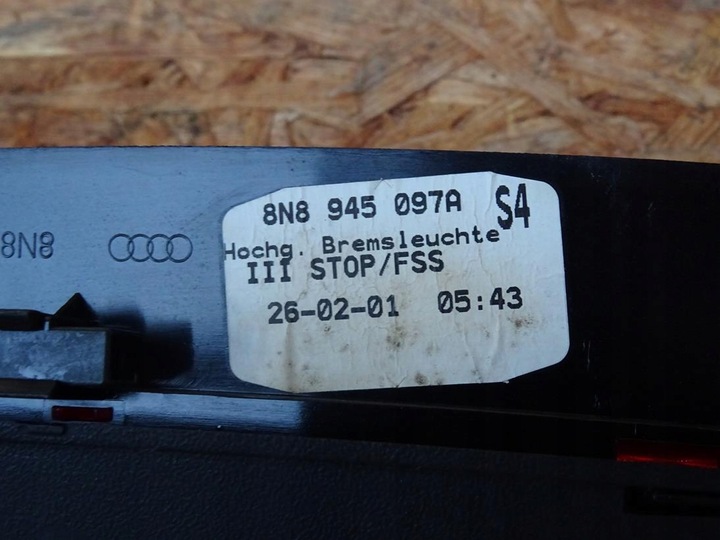 8N8 945 097A S4
Hochg. Bremsleuchte
III STOP/FSS
26-02-01 05:43
8N8